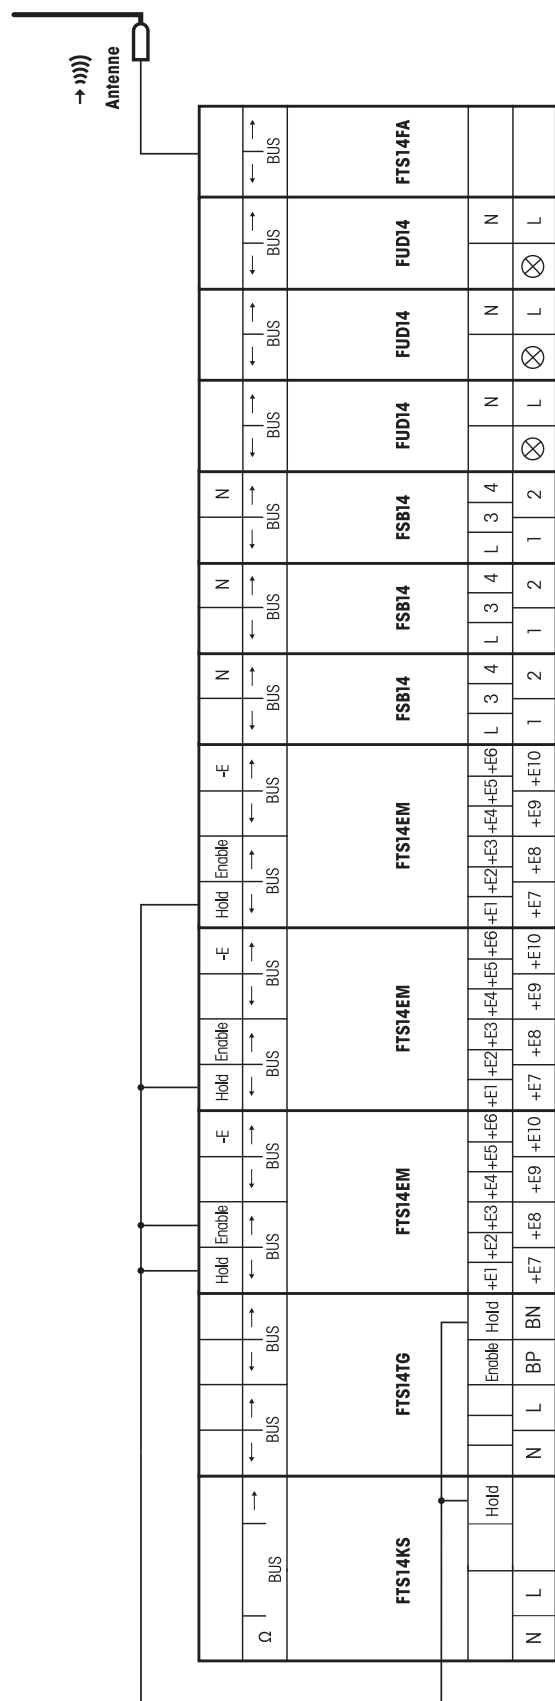 Antenne
Hold Enable -E Hold Enable -E Hold Enable -E N N N
Ω
BUS BUS BUS BUS BUS BUS BUS BUS BUS BUS BUS BUS BUS BUS BUS BUS
FTS14KS FTS14TG FTS14EM FTS14EM FTS14EM FSB14 FSB14 FSB14 FUD14 FUD14 FUD14 FTS14FA
Hold Enable Hold +E1 +E2 +E3 +E4 +E5 +E6 +E1 +E2 +E3 +E4 +E5 +E6 +E1 +E2 +E3 +E4 +E5 +E6 L 3 4 L 3 4 L 3 4 N N N
N L N L BP BN +E7 +E8 +E9 +E10 +E7 +E8 +E9 +E10 +E7 +E8 +E9 +E10 1 2 1 2 1 2 L L L